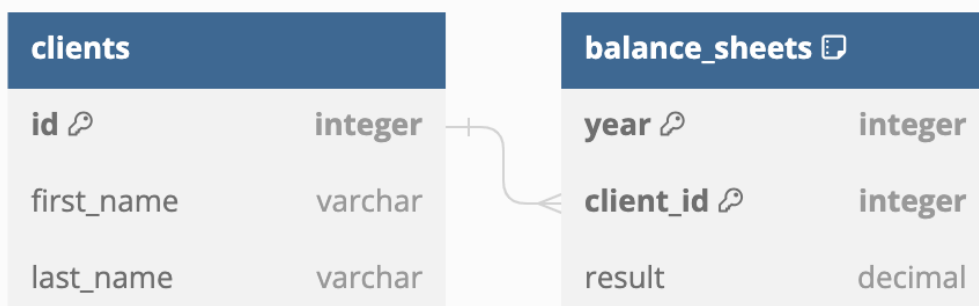 clients
id integer
first_name varchar
last_name varchar
balance_sheets
year integer
client_id integer
result decimal